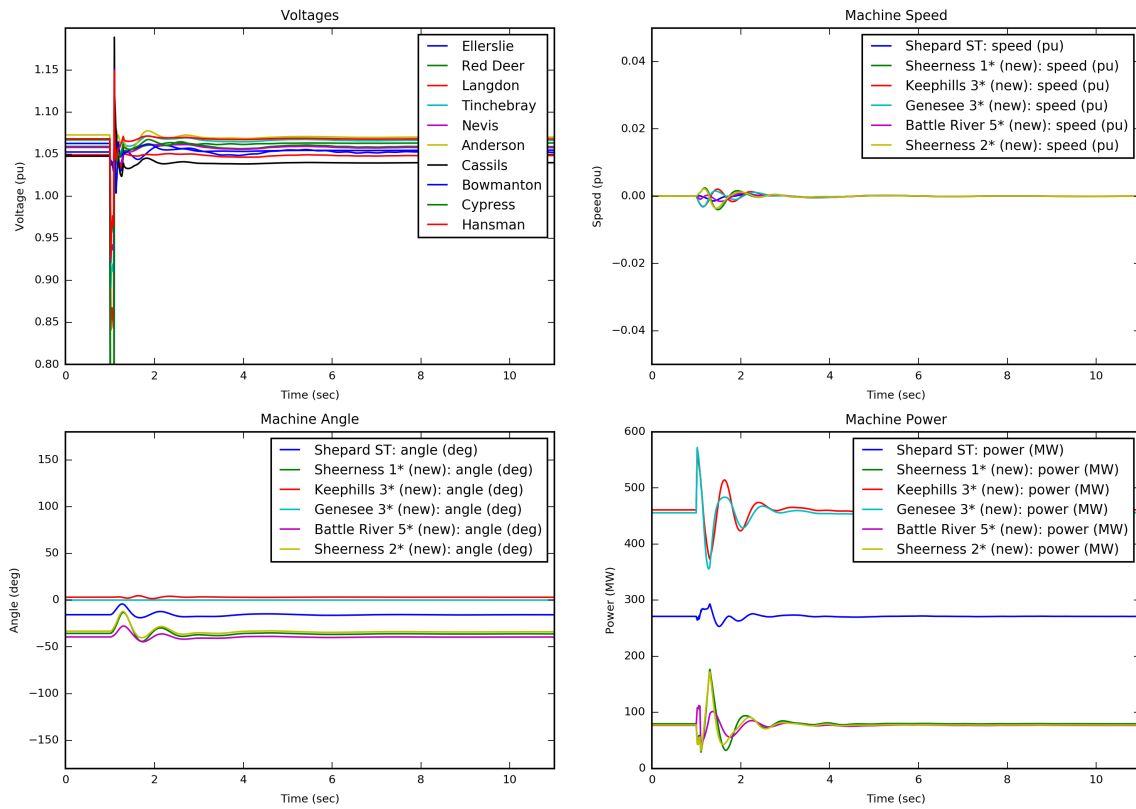 Voltages
1.15
1.10
1.05
1.00
0.95
0.90
0.85
0.80
Voltage (pu)
0
2
4
6
8
10
Time (sec)
Ellerslie
Red Deer
Langdon
Tinchebray
Nevis
Anderson
Cassils
Bowmanton
Cypress
Hansman
Machine Speed
0.04
0.02
0.00
−0.02
−0.04
Speed (pu)
0
2
4
6
8
10
Time (sec)
Shepard ST: speed (pu)
Sheerness 1* (new): speed (pu)
Keephills 3* (new): speed (pu)
Genesee 3* (new): speed (pu)
Battle River 5* (new): speed (pu)
Sheerness 2* (new): speed (pu)
Machine Angle
150
100
50
0
−50
−100
−150
Angle (deg)
0
2
4
6
8
10
Time (sec)
Shepard ST: angle (deg)
Sheerness 1* (new): angle (deg)
Keephills 3* (new): angle (deg)
Genesee 3* (new): angle (deg)
Battle River 5* (new): angle (deg)
Sheerness 2* (new): angle (deg)
Machine Power
600
500
400
300
200
100
0
Power (MW)
0
2
4
6
8
10
Time (sec)
Shepard ST: power (MW)
Sheerness 1* (new): power (MW)
Keephills 3* (new): power (MW)
Genesee 3* (new): power (MW)
Battle River 5* (new): power (MW)
Sheerness 2* (new): power (MW)